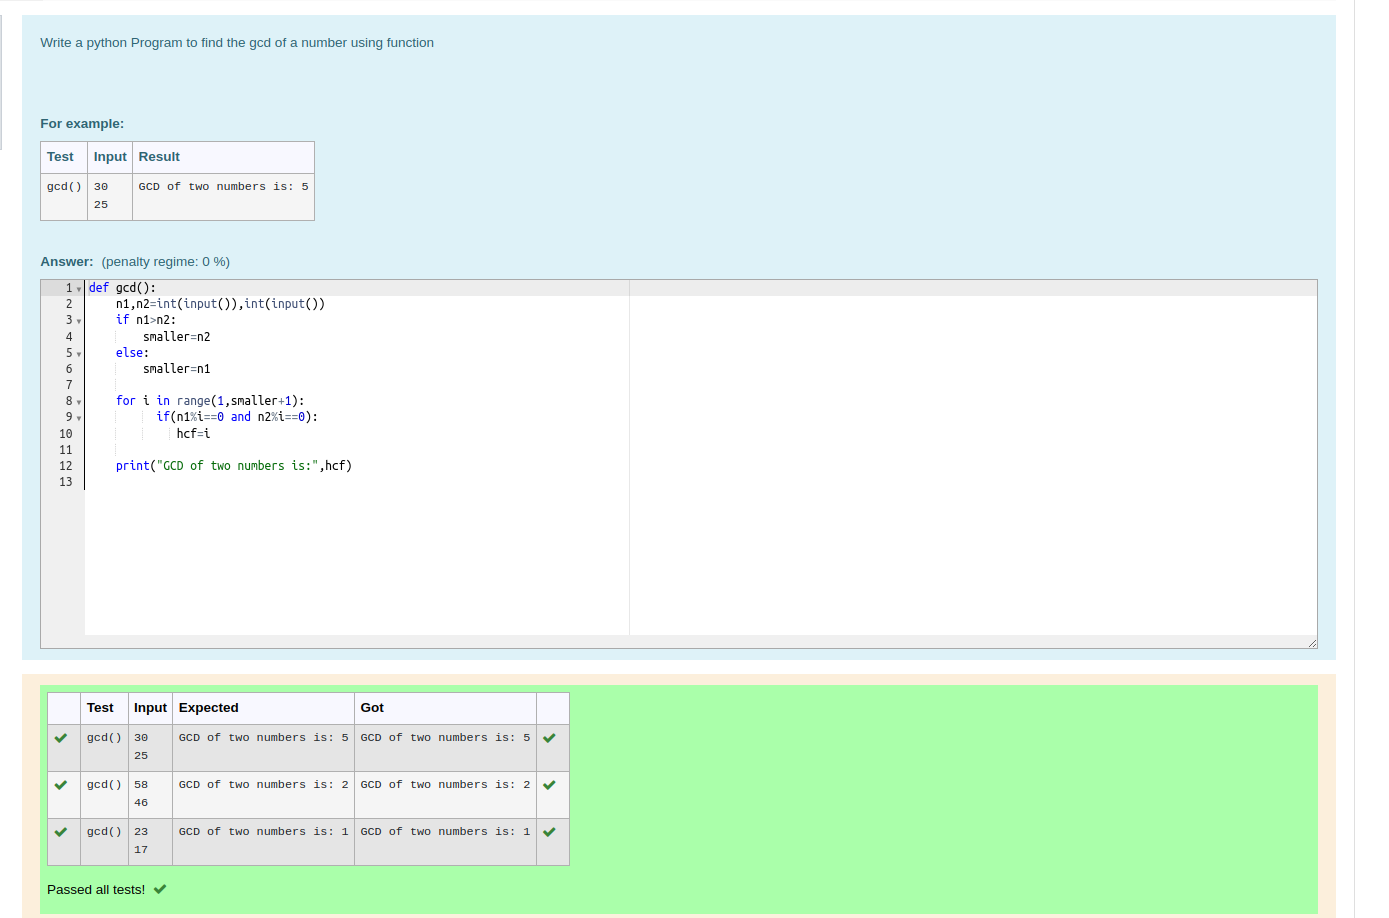 Write a python Program to find the gcd of a number using function
For example:
Test Input Result
gcd() 30 GCD of two numbers is: 5
25
Answer: (penalty regime: 0 %)
1 def gcd():
2     n1,n2=int(input()),int(input())
3     if n1>n2:
4         smaller=n2
5     else:
6         smaller=n1
7
8     for i in range(1,smaller+1):
9           if(n1%i==0 and n2%i==0):
10              hcf=i
11
12     print("GCD of two numbers is:",hcf)
13
Test Input Expected Got
gcd() 30 GCD of two numbers is: 5 GCD of two numbers is: 5
25
gcd() 58 GCD of two numbers is: 2 GCD of two numbers is: 2
46
gcd() 23 GCD of two numbers is: 1 GCD of two numbers is: 1
17
Passed all tests!